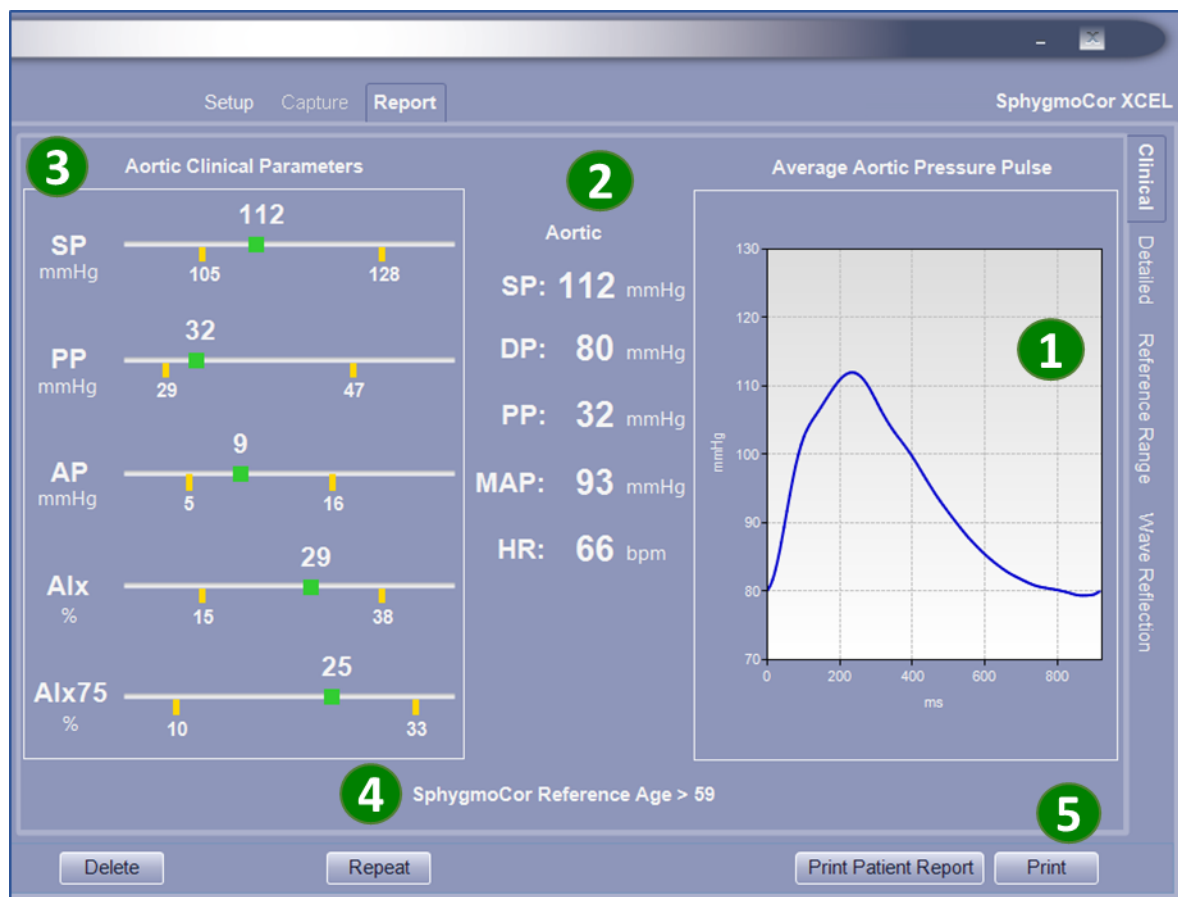 Setup Capture Report
SphygmoCor XCEL
3
Aortic Clinical Parameters
SP
mmHg
112
105 128
PP
mmHg
32
29 47
AP
mmHg
9
5 16
AIx
%
29
15 38
AIx75
%
25
10 33
2
Aortic
SP: 112 mmHg
DP: 80 mmHg
PP: 32 mmHg
MAP: 93 mmHg
HR: 66 bpm
Average Aortic Pressure Pulse
1
mmHg
130
120
110
100
90
80
70
0 200 400 600 800
ms
Clinical
Detailed
Reference Range
Wave Reflection
4
SphygmoCor Reference Age > 59
5
Delete Repeat Print Patient Report Print